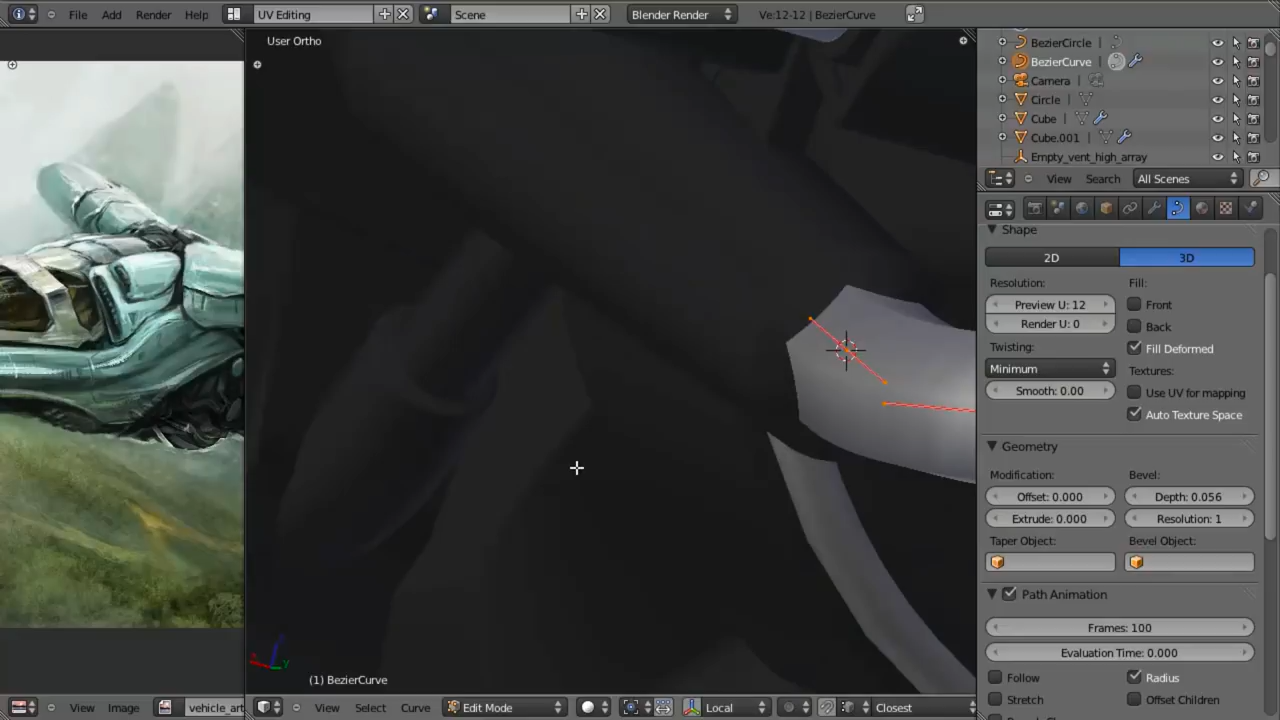 File Add Render Help UV Editing Scene Blender Render Ve:12-12 | BezierCurve
User Ortho
BezierCircle
BezierCurve
Camera
Circle
Cube
Cube.001
Empty_vent_high_array
View Search All Scenes
Shape
2D 3D
Resolution: Fill:
Preview U: 12 Front
Render U: 0 Back
Twisting: Fill Deformed
Minimum Textures:
Smooth: 0.00 Use UV for mapping
Auto Texture Space
Geometry
Modification: Bevel:
Offset: 0.000 Depth: 0.056
Extrude: 0.000 Resolution: 1
Taper Object: Bevel Object:
Path Animation
Frames: 100
Evaluation Time: 0.000
Follow Radius
Stretch Offset Children
x y
(1) BezierCurve
View Image vehicle_art View Select Curve Edit Mode Local Closest